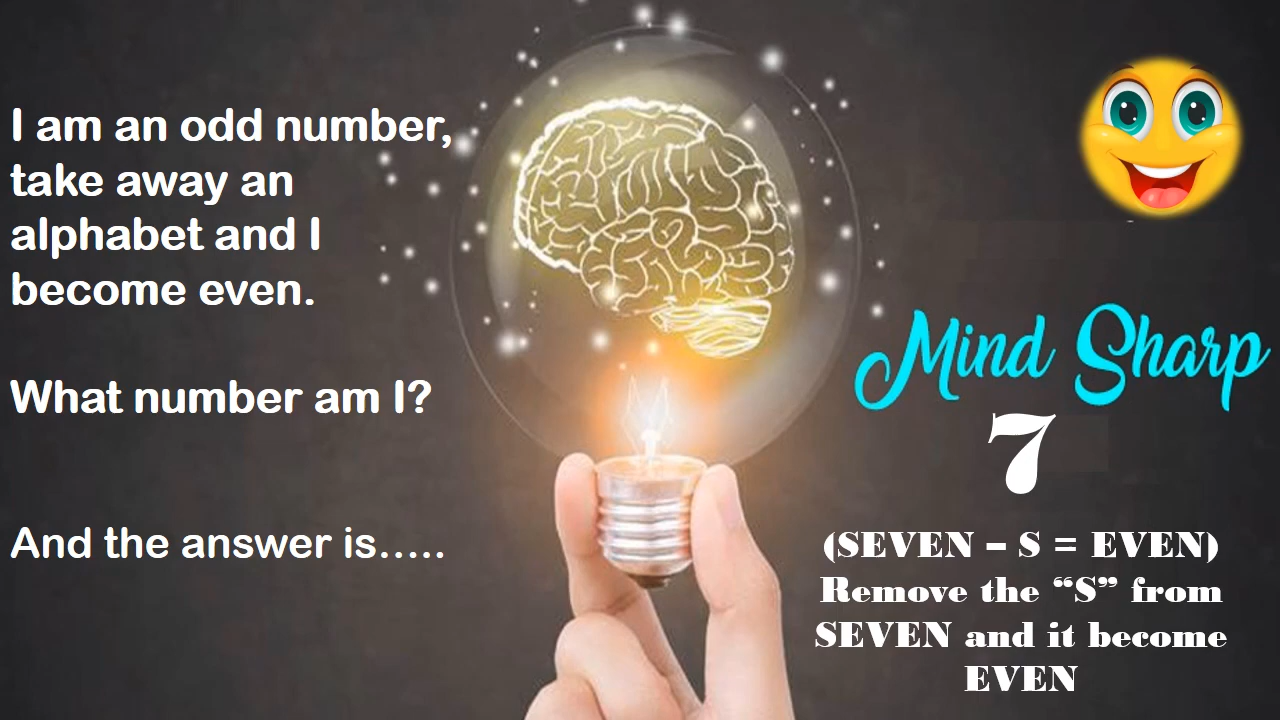 I am an odd number,
take away an
alphabet and I
become even.
What number am I?
And the answer is.....
Mind Sharp
7
(SEVEN – S = EVEN)
Remove the “S” from
SEVEN and it become
EVEN